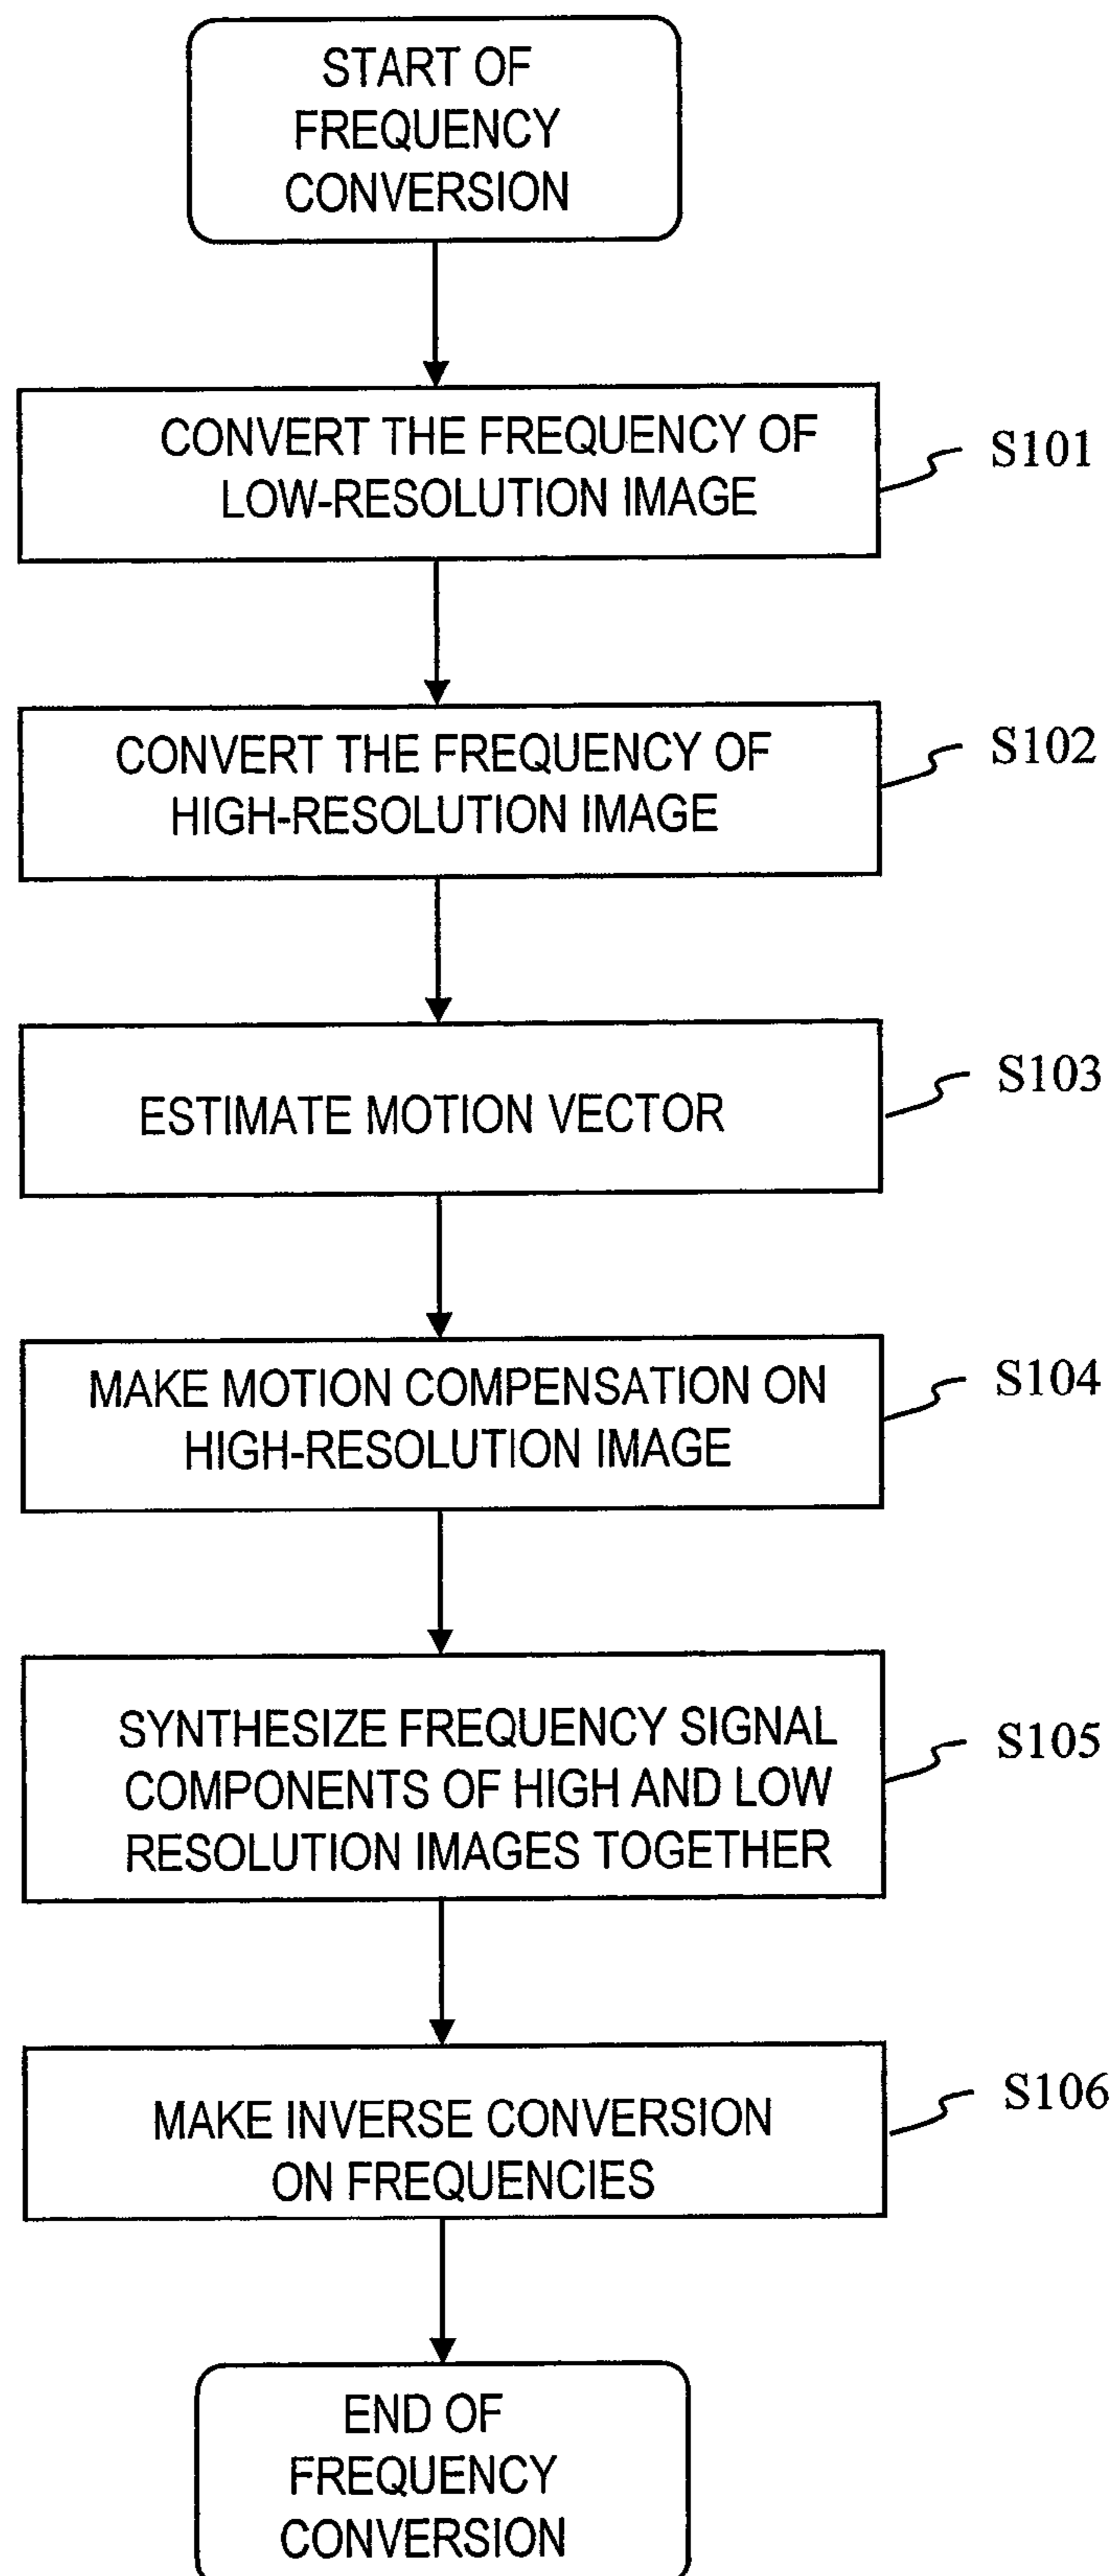 START OF
FREQUENCY
CONVERSION
CONVERT THE FREQUENCY OF
LOW-RESOLUTION IMAGE
S101
CONVERT THE FREQUENCY OF
HIGH-RESOLUTION IMAGE
S102
ESTIMATE MOTION VECTOR
S103
MAKE MOTION COMPENSATION ON
HIGH-RESOLUTION IMAGE
S104
SYNTHESIZE FREQUENCY SIGNAL
COMPONENTS OF HIGH AND LOW
RESOLUTION IMAGES TOGETHER
S105
MAKE INVERSE CONVERSION
ON FREQUENCIES
S106
END OF
FREQUENCY
CONVERSION